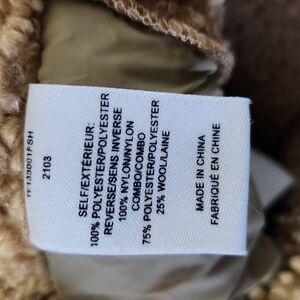 2103
SELF/EXTÉRIEUR:
100% POLYESTER/POLYESTER
REVERSE/SENS INVERSE
100% NYLON/NYLON
COMBO/COMBO
75% POLYESTER/POLYESTER
25% WOOL/LAINE
MADE IN CHINA
FABRIQUÉ EN CHINE